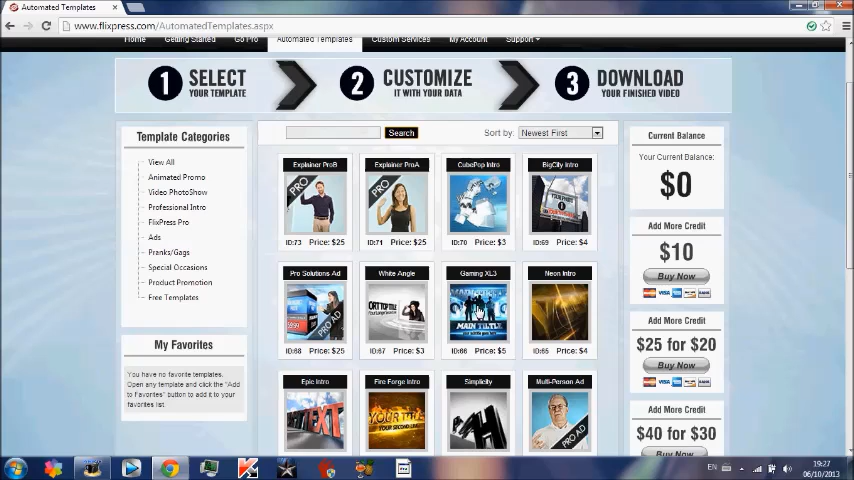 Automated Templates
www.flixpress.com/AutomatedTemplates.aspx
Home Getting Started Go Pro Automated Templates Custom Services My Account Support
1 SELECT YOUR TEMPLATE
2 CUSTOMIZE IT WITH YOUR DATA
3 DOWNLOAD YOUR FINISHED VIDEO
Template Categories
View All
Animated Promo
Video PhotoShow
Professional Intro
FlixPress Pro
Ads
Pranks/Gags
Special Occasions
Product Promotion
Free Templates
My Favorites
You have no favorite templates.
Open any template and click the "Add
to Favorites" button to add it to your
favorites list.
Search
Sort by: Newest First
Explainer ProB
PRO
ID:73 Price: $25
Explainer ProA
PRO
ID:71 Price: $25
CubePop Intro
ID:70 Price: $3
BigCity Intro
ID:69 Price: $4
Pro Solutions Ad
PRO AD
ID:68 Price: $25
White Angle
ORT TOP TITLE
ID:67 Price: $3
Gaming XL3
MAIN TILTLE
ID:66 Price: $5
Neon Intro
ID:65 Price: $4
Epic Intro
TEXT
Fire Forge Intro
YOUR TITLE
YOUR SECOND LINE
Simplicity
Multi-Person Ad
PRO AD
Current Balance
Your Current Balance:
$0
Add More Credit
$10
Buy Now
Add More Credit
$25 for $20
Buy Now
Add More Credit
$40 for $30
Buy Now
EN
19:27
06/10/2013